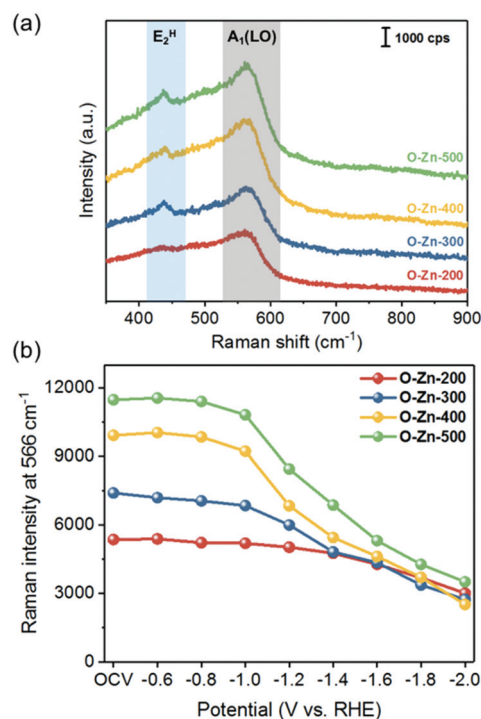 (a)
E₂ᴴ
A₁(LO)
1000 cps
Intensity (a.u.)
O-Zn-500
O-Zn-400
O-Zn-300
O-Zn-200
400
500
600
700
800
900
Raman shift (cm⁻¹)
(b)
Raman intensity at 566 cm⁻¹
12000
9000
6000
3000
0
O-Zn-200
O-Zn-300
O-Zn-400
O-Zn-500
OCV -0.6 -0.8 -1.0 -1.2 -1.4 -1.6 -1.8 -2.0
Potential (V vs. RHE)